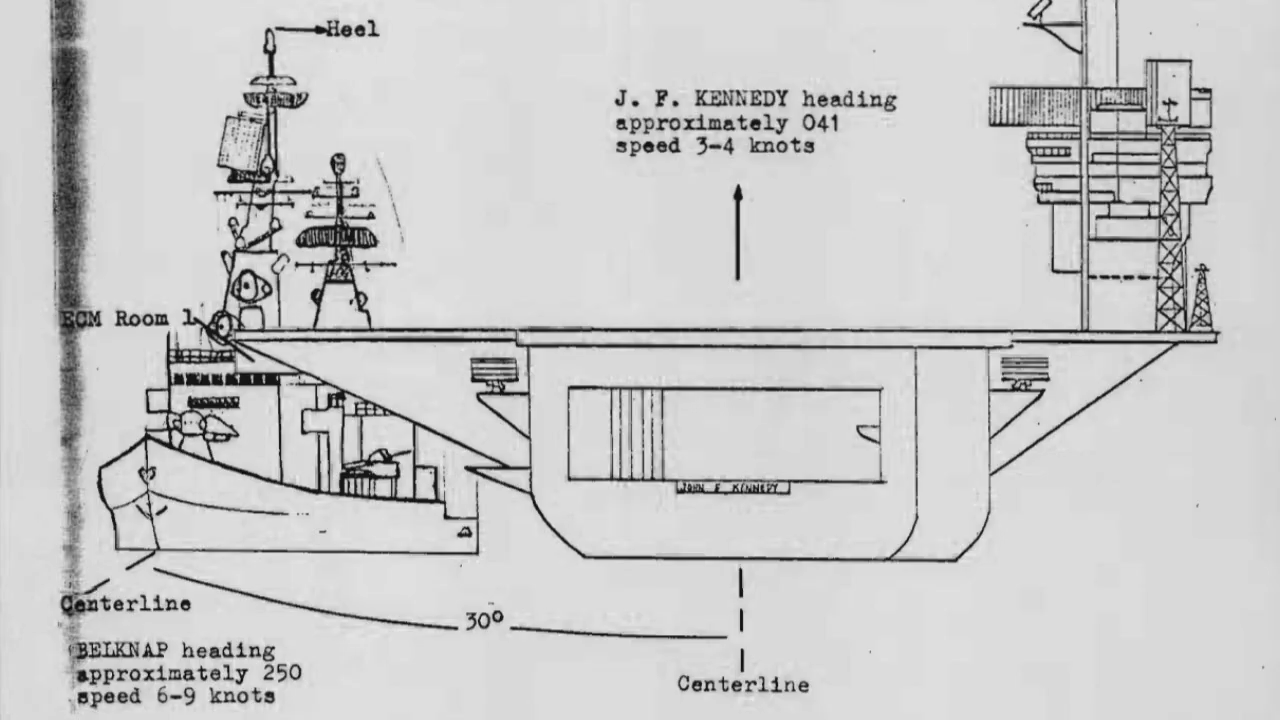 Heel
J. F. KENNEDY heading
approximately 041
speed 3-4 knots
ECM Room 1
JOHN F. KENNEDY
30°
Centerline
BELKNAP heading
approximately 250
speed 6-9 knots
Centerline